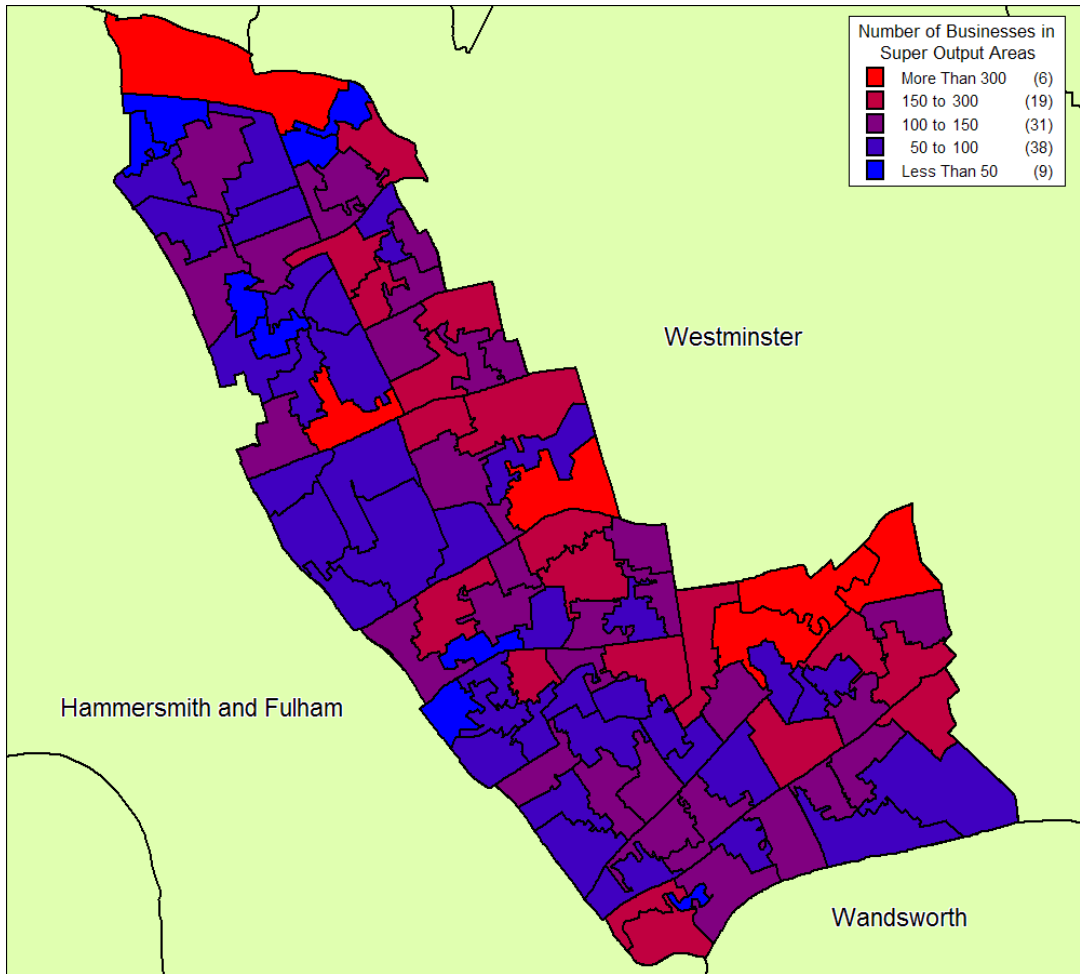 Number of Businesses in
Super Output Areas
More Than 300 (6)
150 to 300 (19)
100 to 150 (31)
50 to 100 (38)
Less Than 50 (9)
Westminster
Hammersmith and Fulham
Wandsworth